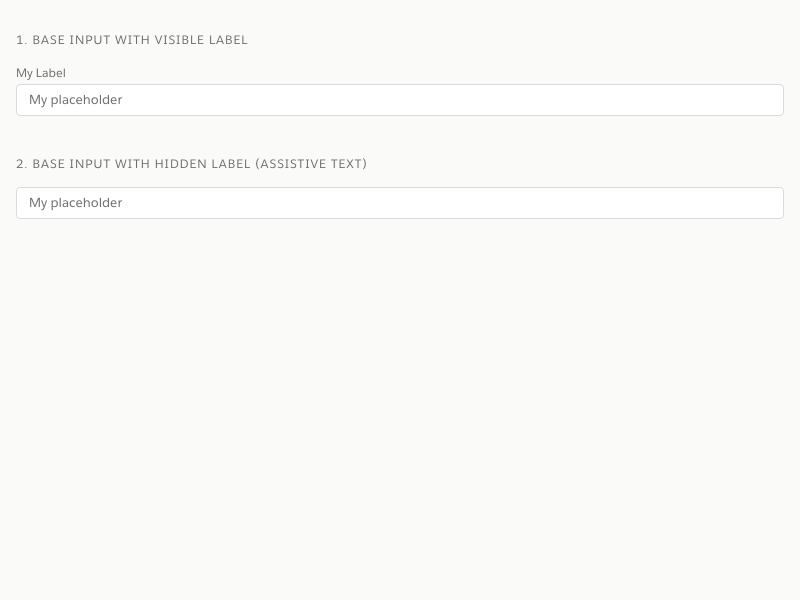 1. BASE INPUT WITH VISIBLE LABEL
My Label
My placeholder
2. BASE INPUT WITH HIDDEN LABEL (ASSISTIVE TEXT)
My placeholder